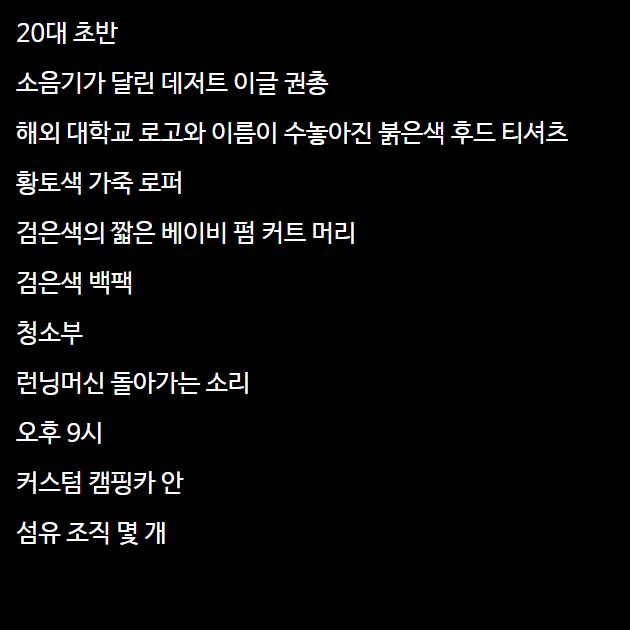 20대 초반
소음기가 달린 데저트 이글 권총
해외 대학교 로고와 이름이 수놓아진 붉은색 후드 티셔츠
황토색 가죽 로퍼
검은색의 짧은 베이비 펌 커트 머리
검은색 백팩
청소부
런닝머신 돌아가는 소리
오후 9시
커스텀 캠핑카 안
섬유 조직 몇 개